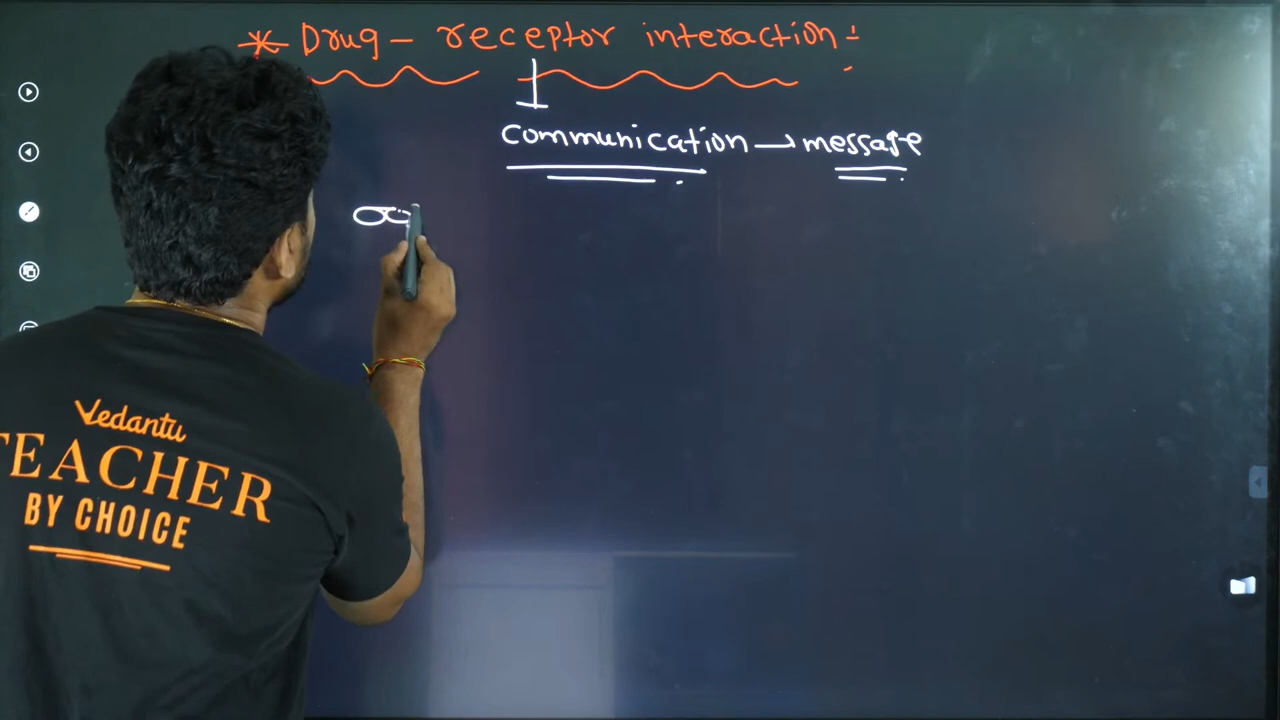 * Drug - receptor interaction :
communication → message
Vedantu
TEACHER
BY CHOICE